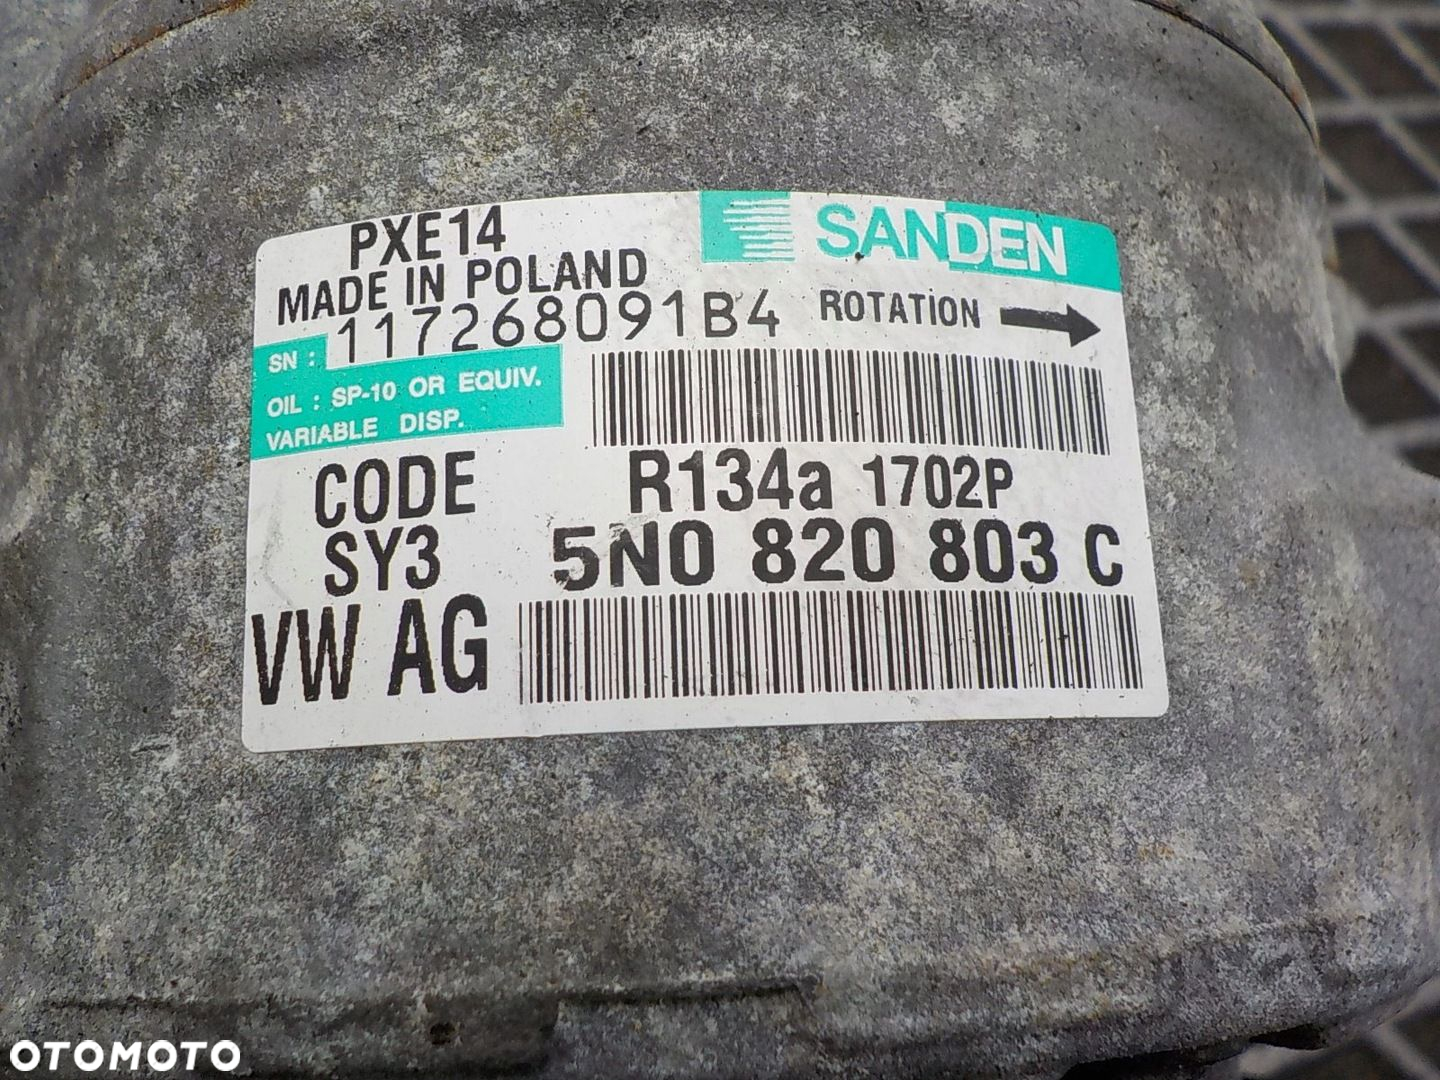 PXE14
SANDEN
MADE IN POLAND
ROTATION
SN : 117268091B4
OIL : SP-10 OR EQUIV.
VARIABLE DISP.
CODE
R134a 1702P
SY3
5N0 820 803 C
VW AG
OTOMOTO